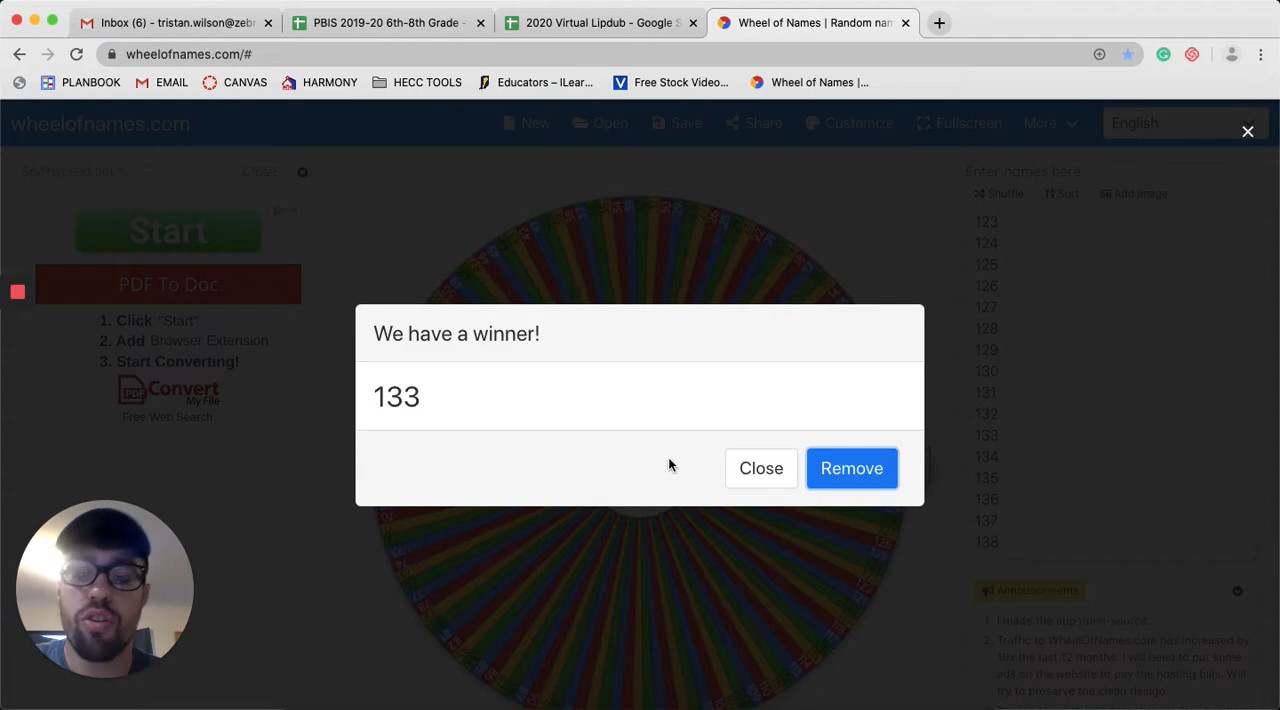 Inbox (6) - tristan.wilson@zeb
PBIS 2019-20 6th-8th Grade -
2020 Virtual Lipdub - Google S
Wheel of Names | Random nam
wheelofnames.com/#
PLANBOOK
EMAIL
CANVAS
HARMONY
HECC TOOLS
Educators – ILear...
Free Stock Video...
Wheel of Names |...
wheelofnames.com
New
Open
Save
Share
Customize
Fullscreen
More
English
Close
Enter names here
Shuffle
Sort
Add image
Start
PDF To Doc
1. Click "Start"
2. Add Browser Extension
3. Start Converting!
PDF Convert
My File
Free Web Search
We have a winner!
133
Close
Remove
123
124
125
126
127
128
129
130
131
132
133
134
135
136
137
138
Announcements
1. I made the app open-source.
2. Traffic to WheelOfNames.com has increased by
10x the last 12 months. I will need to put some
ads on the website to pay the hosting bills. Will
try to preserve the clean design.